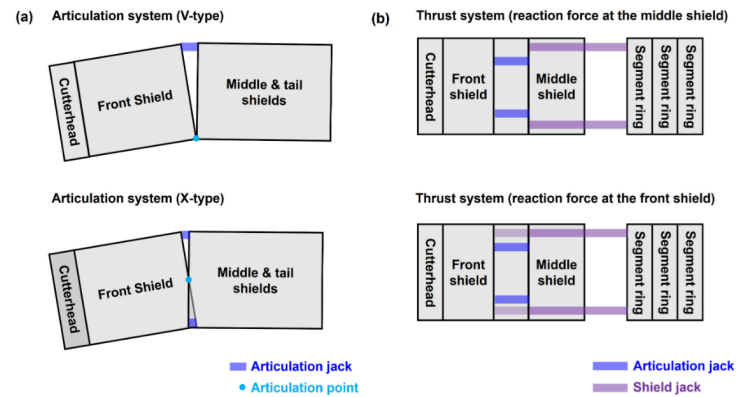 (a)
Articulation system (V-type)
Cutterhead
Front Shield
Middle & tail
shields
Articulation system (X-type)
Cutterhead
Front Shield
Middle & tail
shields
Articulation jack
Articulation point
(b)
Thrust system (reaction force at the middle shield)
Cutterhead
Front
shield
Middle
shield
Segment ring
Segment ring
Segment ring
Thrust system (reaction force at the front shield)
Cutterhead
Front
shield
Middle
shield
Segment ring
Segment ring
Segment ring
Articulation jack
Shield jack